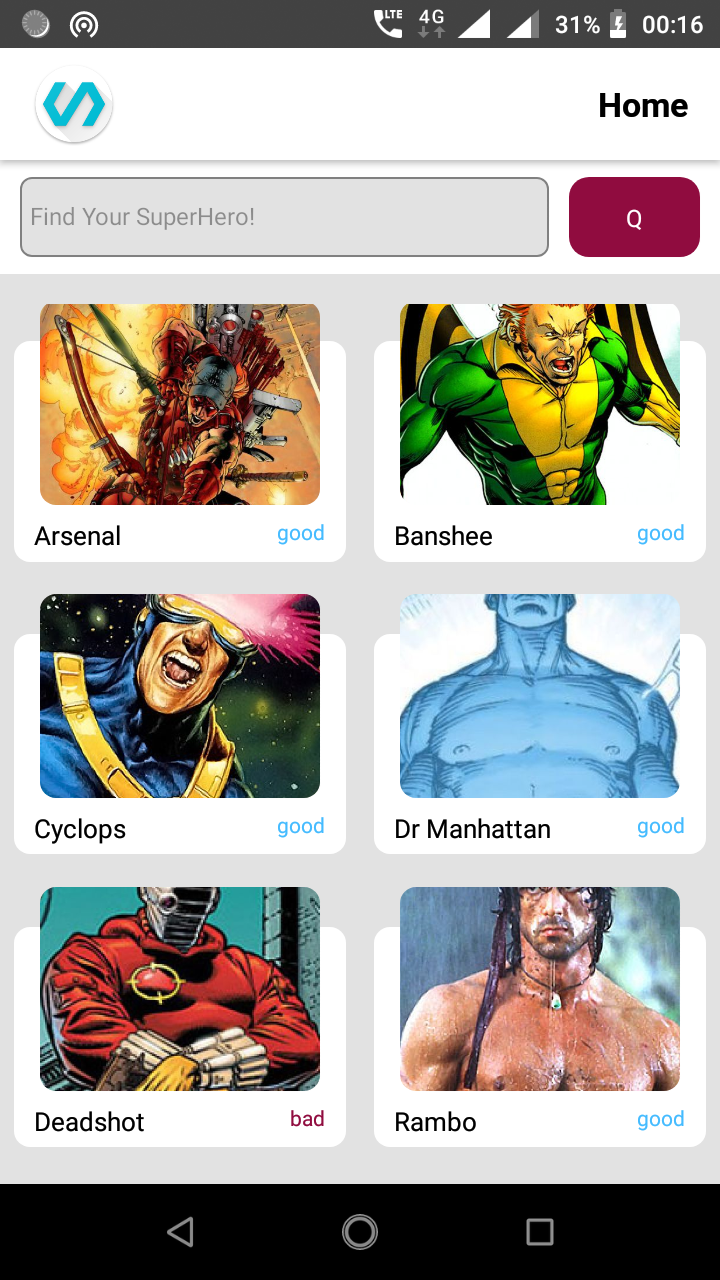 LTE 4G 31% 00:16
Home
Find Your SuperHero! Q
Arsenal good Banshee good
Cyclops good Dr Manhattan good
Deadshot bad Rambo good